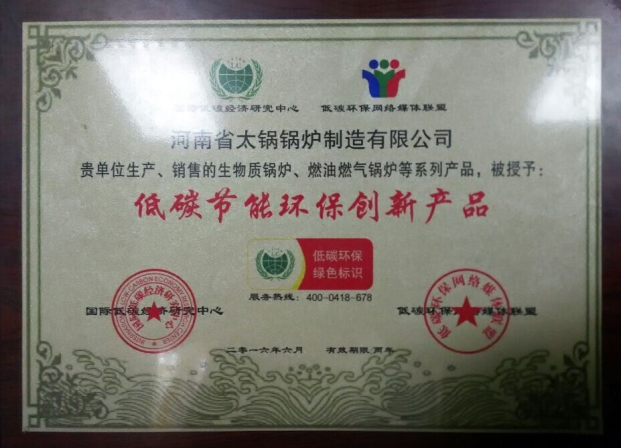 国际低碳经济研究中心 低碳环保网络媒体联盟
河南省太锅锅炉制造有限公司
贵单位生产、销售的生物质锅炉、燃油燃气锅炉等系列产品，被授予：
低碳节能环保创新产品
低碳环保
绿色标识
服务热线：400-0418-678
国际低碳经济研究中心 低碳环保网络媒体联盟
二零一六年六月 有效期限 两年